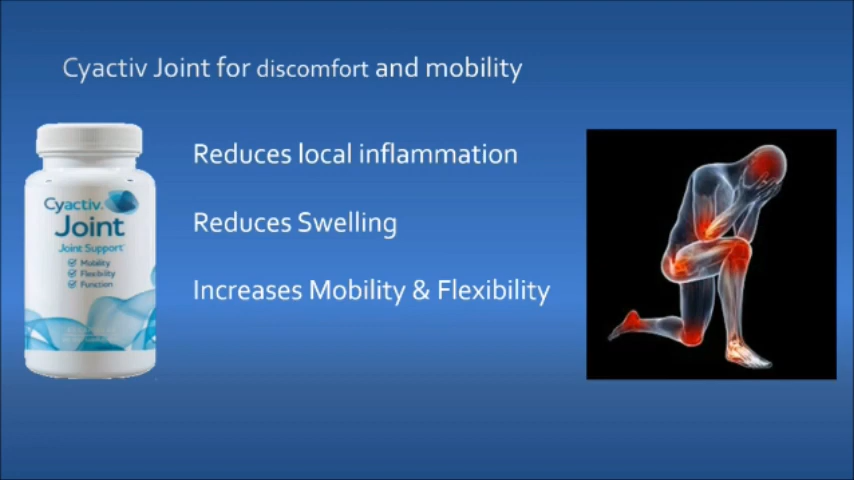 Cyactiv Joint for discomfort and mobility
Reduces local inflammation
Reduces Swelling
Increases Mobility & Flexibility
Cyactiv.
Joint
Joint Support
Mobility
Flexibility
Function